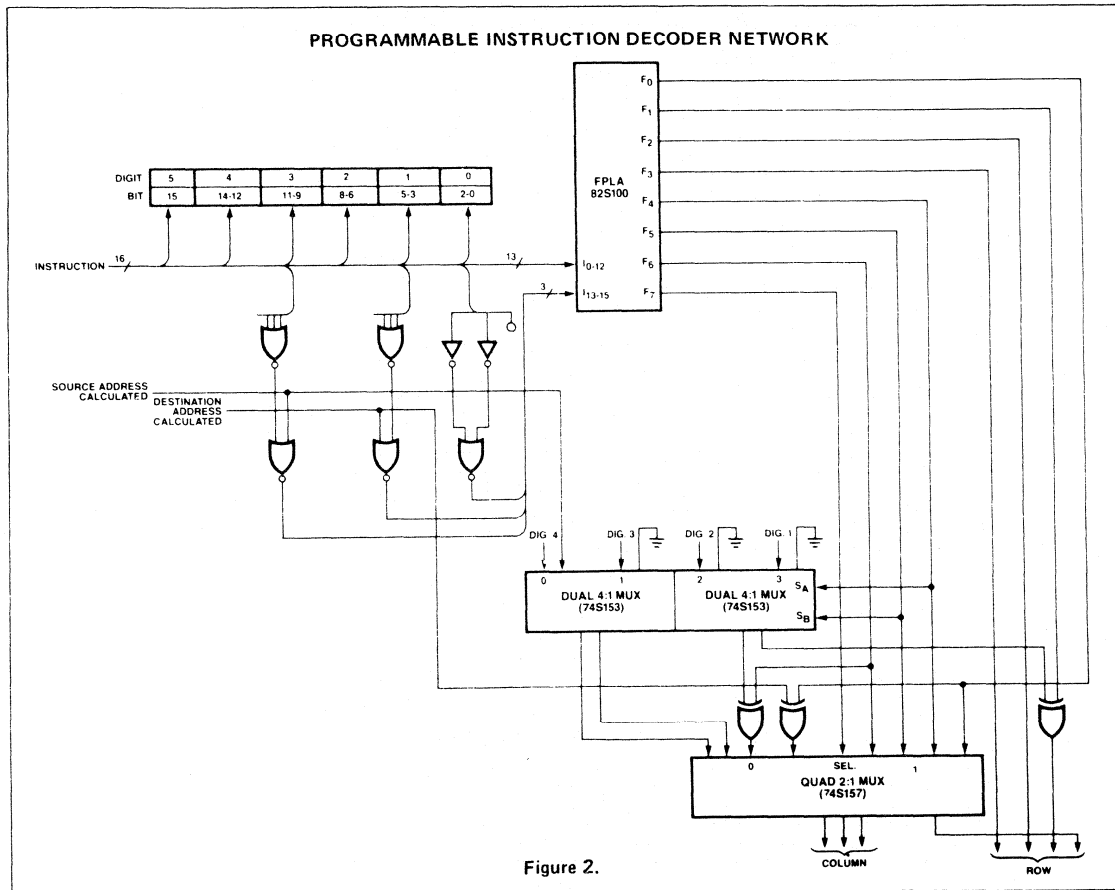 PROGRAMMABLE INSTRUCTION DECODER NETWORK
F0
F1
F2
F3
F4
F5
F6
F7
FPLA
82S100
I0-12
I13-15
DIGIT 5 4 3 2 1 0
BIT 15 14-12 11-9 8-6 5-3 2-0
INSTRUCTION 16
13
3
SOURCE ADDRESS
CALCULATED
DESTINATION
ADDRESS
CALCULATED
DIG 4
DIG. 3
DIG 2
DIG. 1
0 1 2 3
DUAL 4:1 MUX
(74S153)
DUAL 4:1 MUX
(74S153)
SA
SB
0 SEL. 1
QUAD 2:1 MUX
(74S157)
COLUMN
ROW
Figure 2.